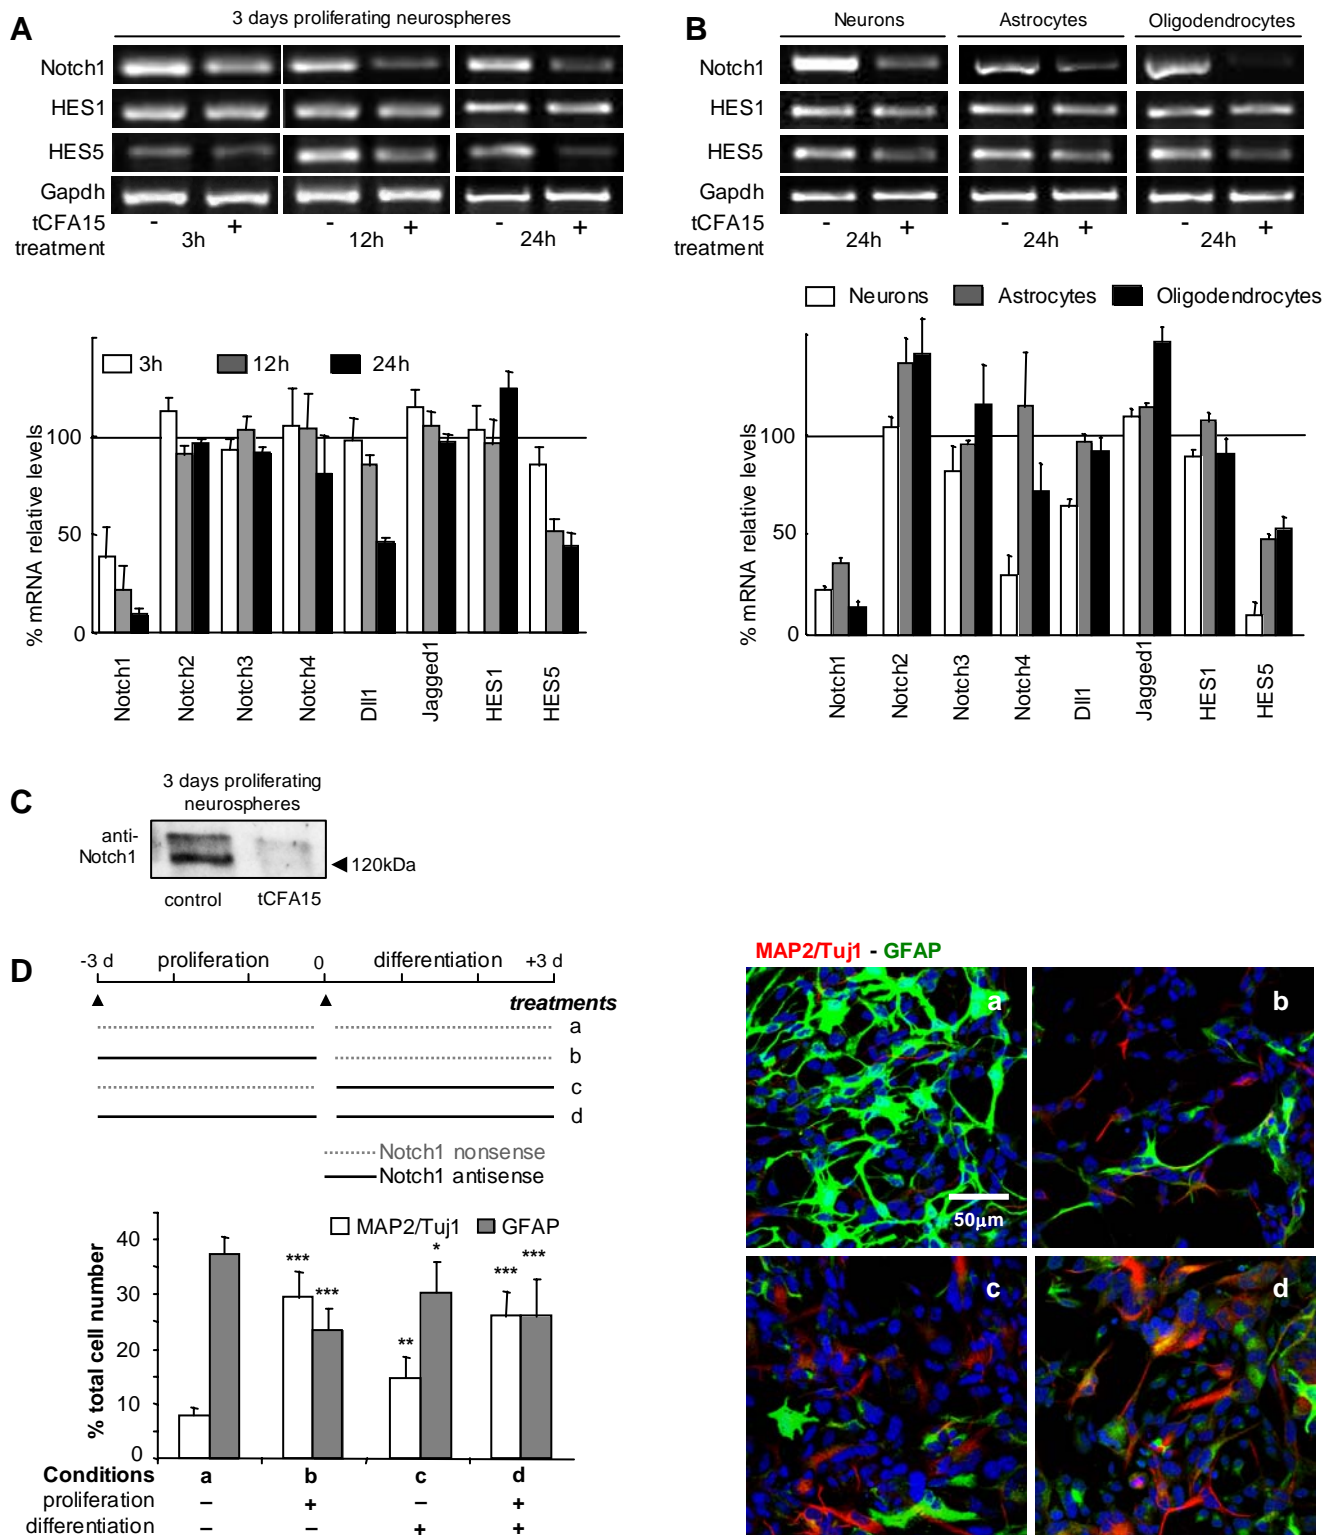 A
3 days proliferating neurospheres
Notch1
HES1
HES5
Gapdh
tCFA15 treatment
- + - + - +
3h 12h 24h
3h 12h 24h
% mRNA relative levels
100
50
0
Notch1 Notch2 Notch3 Notch4 Dll1 Jagged1 HES1 HES5
B
Neurons Astrocytes Oligodendrocytes
Notch1
HES1
HES5
Gapdh
tCFA15 treatment
- + - + - +
24h 24h 24h
Neurons Astrocytes Oligodendrocytes
% mRNA relative levels
100
50
0
Notch1 Notch2 Notch3 Notch4 Dll1 Jagged1 HES1 HES5
C
3 days proliferating
neurospheres
anti-
Notch1
120kDa
control tCFA15
D
-3 d proliferation 0 differentiation +3 d
treatments
a
b
c
d
Notch1 nonsense
Notch1 antisense
MAP2/Tuj1 GFAP
% total cell number
40
30
20
10
0
*** *** ** * *** ***
Conditions a b c d
proliferation – + – +
differentiation – – + +
MAP2/Tuj1 - GFAP
a
b
50µm
c
d